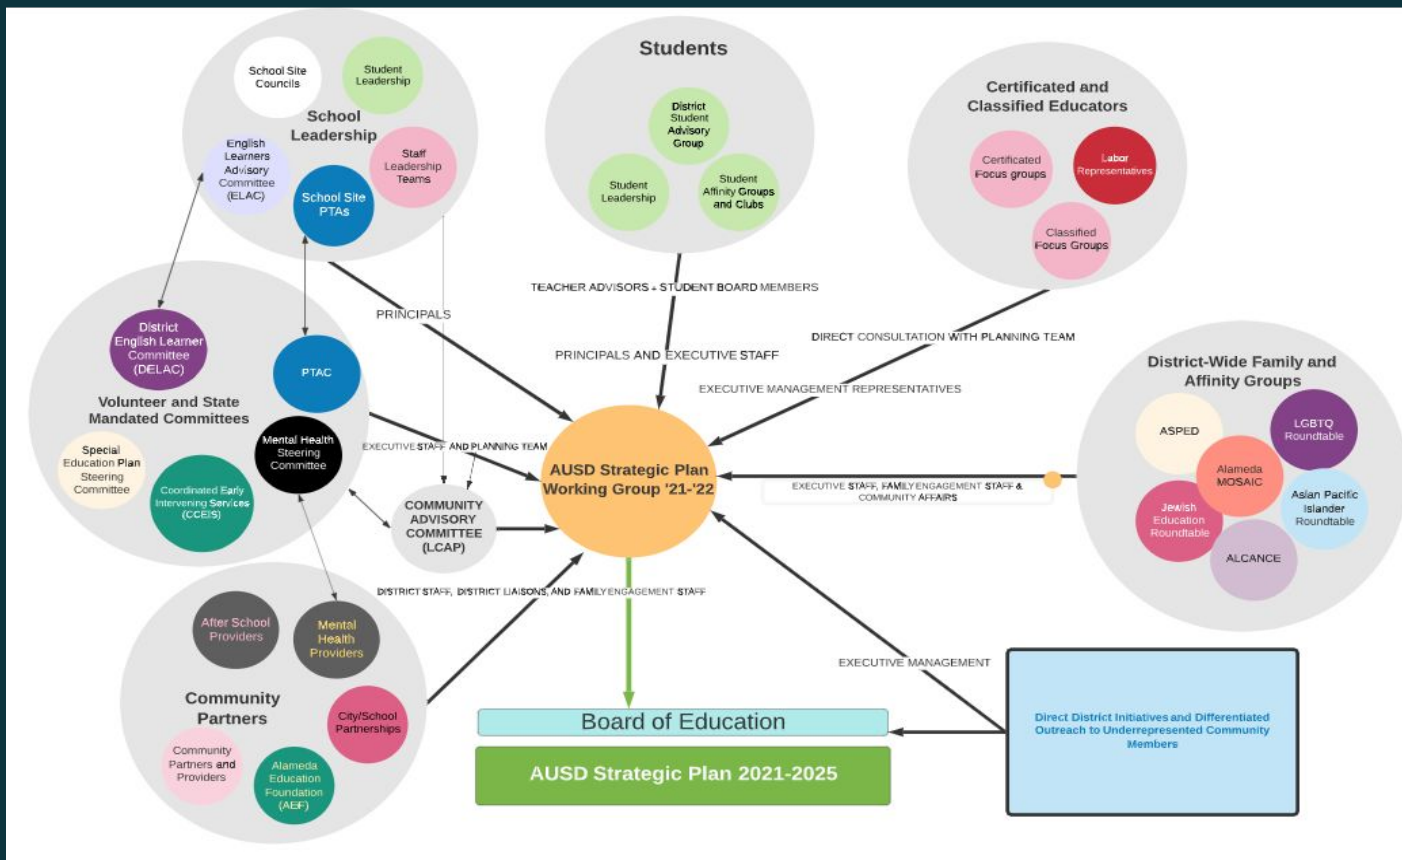 School Site
Councils
Student
Leadership
School
Leadership
English
Learners
Advisory
Committee
(ELAC)
Staff
Leadership
Teams
School Site
PTAs
Students
District
Student
Advisory
Group
Student
Leadership
Student
Affinity Groups
and Clubs
Certificated and
Classified Educators
Certificated
Focus groups
Labor
Representatives
Classified
Focus Groups
PRINCIPALS
TEACHER ADVISORS + STUDENT BOARD MEMBERS
PRINCIPALS AND EXECUTIVE STAFF
DIRECT CONSULTATION WITH PLANNING TEAM
EXECUTIVE MANAGEMENT REPRESENTATIVES
District
English Learner
Committee
(DELAC)
PTAC
Volunteer and State
Mandated Committees
Special
Education Plan
Steering
Committee
Mental Health
Steering
Committee
Coordinated Early
Intervening Services
(CCEIS)
EXECUTIVE STAFF AND PLANNING TEAM
COMMUNITY
ADVISORY
COMMITTEE
(LCAP)
AUSD Strategic Plan
Working Group '21-'22
District-Wide Family and
Affinity Groups
ASPED
LGBTQ
Roundtable
Alameda
MOSAIC
Jewish
Education
Roundtable
Asian Pacific
Islander
Roundtable
ALCANCE
EXECUTIVE STAFF, FAMILY ENGAGEMENT STAFF &
COMMUNITY AFFAIRS
DISTRICT STAFF, DISTRICT LIAISONS, AND FAMILY ENGAGEMENT STAFF
After School
Providers
Mental
Health
Providers
Community
Partners
City/School
Partnerships
Community
Partners and
Providers
Alameda
Education
Foundation
(AEF)
EXECUTIVE MANAGEMENT
Board of Education
AUSD Strategic Plan 2021-2025
Direct District Initiatives and Differentiated
Outreach to Underrepresented Community
Members